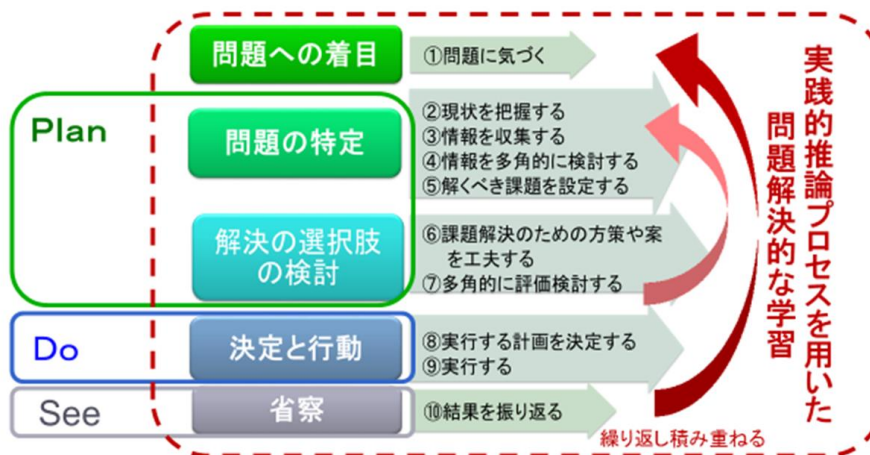 問題への着目
①問題に気づく
Plan
問題の特定
②現状を把握する
③情報を収集する
④情報を多角的に検討する
⑤解くべき課題を設定する
解決の選択肢
の検討
⑥課題解決のための方策や案
を工夫する
⑦多角的に評価検討する
Do
決定と行動
⑧実行する計画を決定する
⑨実行する
See
省察
⑩結果を振り返る
繰り返し積み重ねる
実践的推論プロセスを用いた
問題解決的な学習